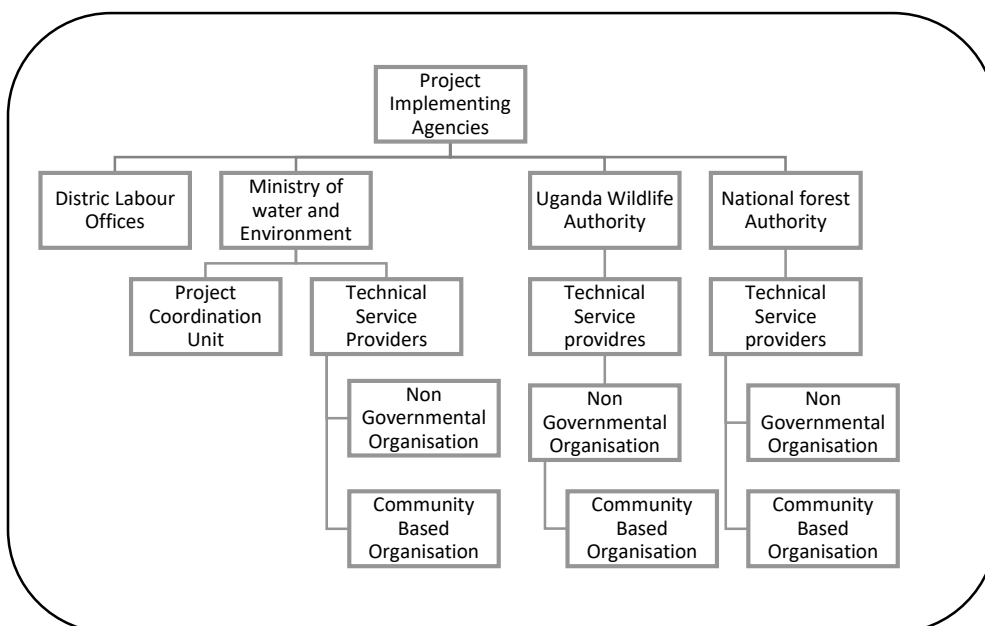 Project
Implementing
Agencies
Distric Labour
Offices
Ministry of
water and
Environment
Uganda Wildlife
Authority
National forest
Authority
Project
Coordination
Unit
Technical
Service
Providers
Technical
Service
providres
Technical
Service
providers
Non
Governmental
Organisation
Non
Governmental
Organisation
Non
Governmental
Organisation
Community
Based
Organisation
Community
Based
Organisation
Community
Based
Organisation